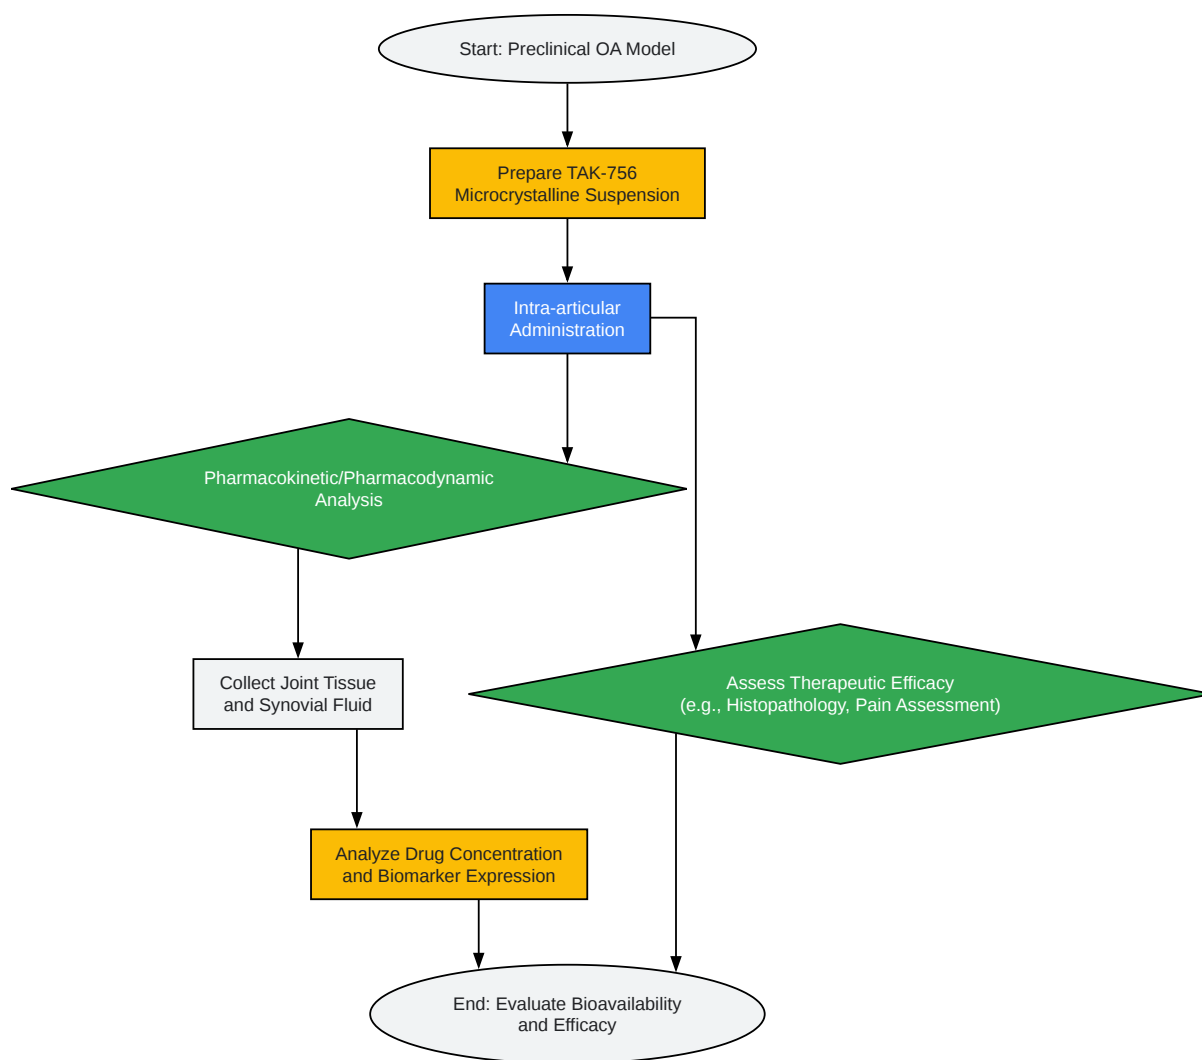 Start: Preclinical OA Model
Prepare TAK-756
Microcrystalline Suspension
Intra-articular
Administration
Pharmacokinetic/Pharmacodynamic
Analysis
Collect Joint Tissue
and Synovial Fluid
Assess Therapeutic Efficacy
(e.g., Histopathology, Pain Assessment)
Analyze Drug Concentration
and Biomarker Expression
End: Evaluate Bioavailability
and Efficacy